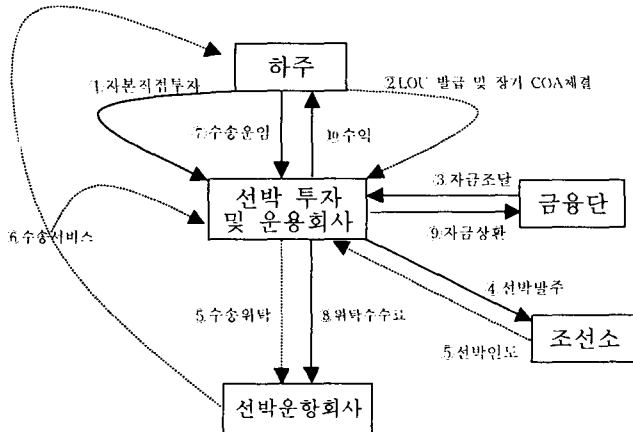 하주
1.자본직접투자
2.LOU 발급 및 장기 COA체결
7.수송운임
10.수익
선박 투자
및 운용회사
3.자금조달
금융단
9.자금상환
6.수송서비스
4.선박발주
5.수송위탁
8.위탁수수료
조선소
5.선박인도
선박운항회사